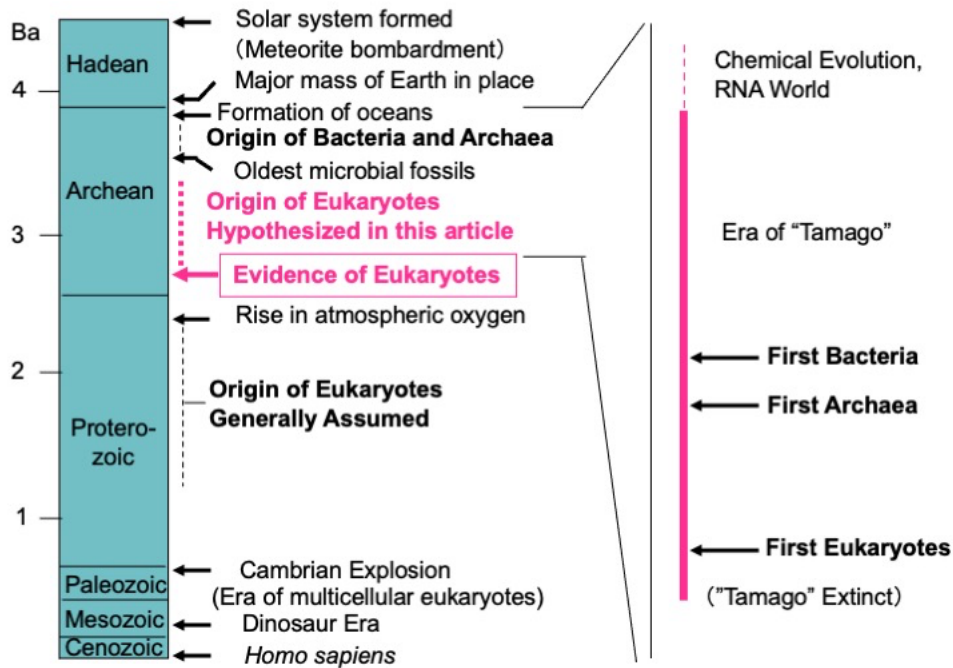 Ba
4
3
2
1
Hadean
Archean
Protero-
zoic
Paleozoic
Mesozoic
Cenozoic
Solar system formed
(Meteorite bombardment)
Major mass of Earth in place
Formation of oceans
Origin of Bacteria and Archaea
Oldest microbial fossils
Origin of Eukaryotes
Hypothesized in this article
Evidence of Eukaryotes
Rise in atmospheric oxygen
Origin of Eukaryotes
Generally Assumed
Cambrian Explosion
(Era of multicellular eukaryotes)
Dinosaur Era
Homo sapiens
Chemical Evolution,
RNA World
Era of “Tamago”
First Bacteria
First Archaea
First Eukaryotes
(”Tamago” Extinct)